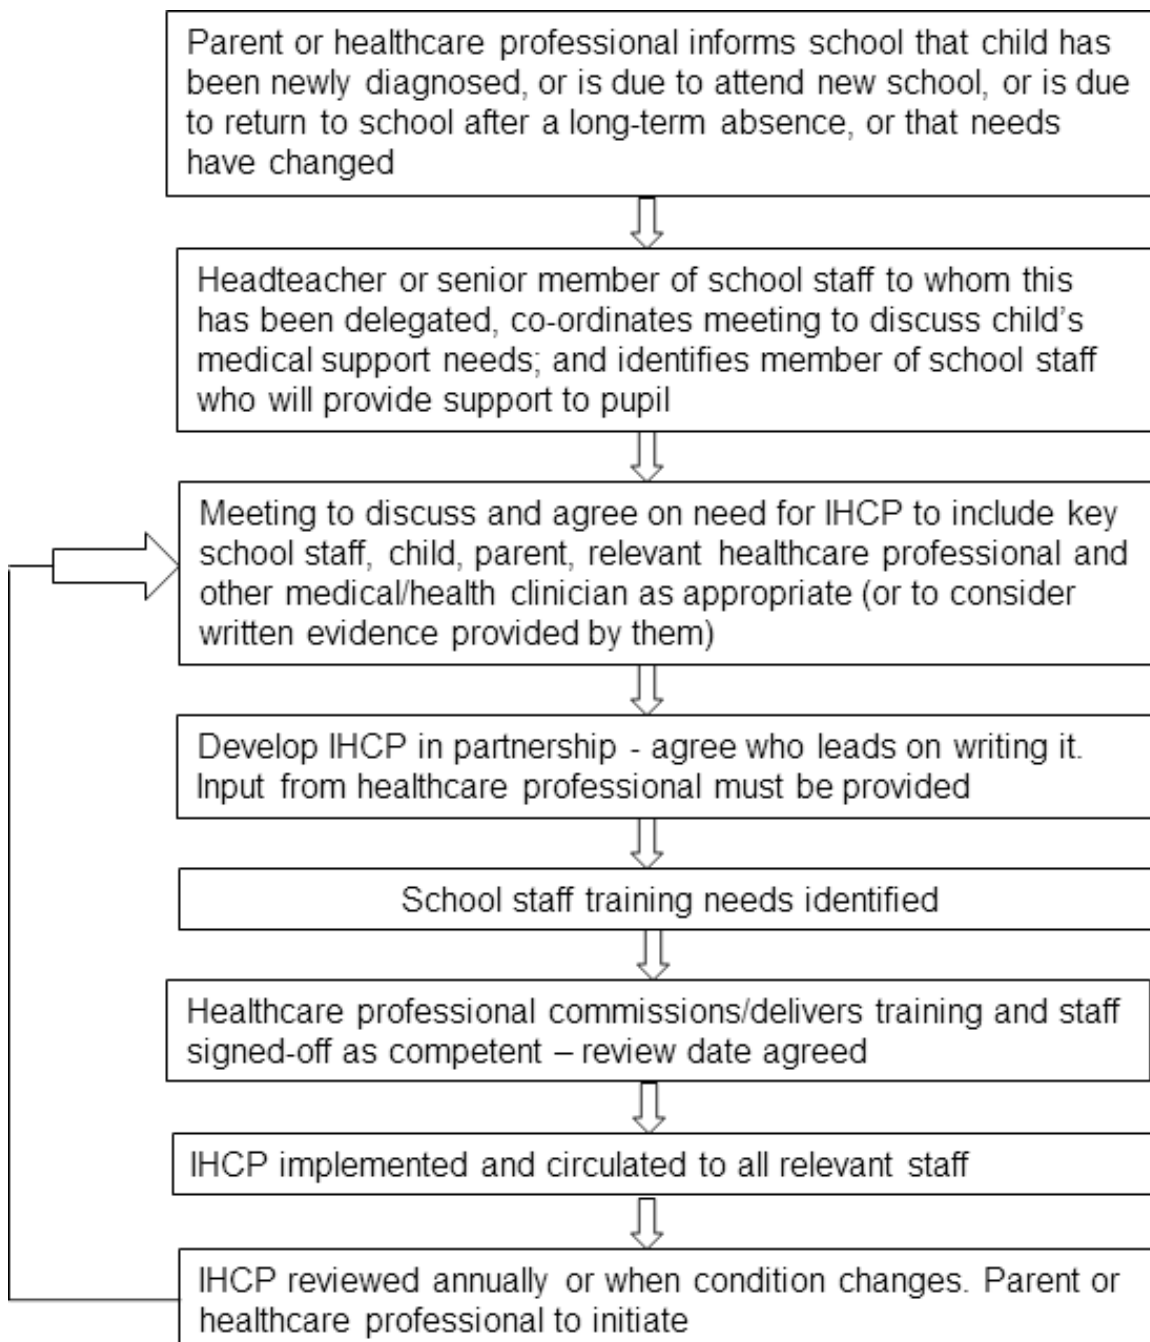 Parent or healthcare professional informs school that child has
been newly diagnosed, or is due to attend new school, or is due
to return to school after a long-term absence, or that needs
have changed
Headteacher or senior member of school staff to whom this
has been delegated, co-ordinates meeting to discuss child’s
medical support needs; and identifies member of school staff
who will provide support to pupil
Meeting to discuss and agree on need for IHCP to include key
school staff, child, parent, relevant healthcare professional and
other medical/health clinician as appropriate (or to consider
written evidence provided by them)
Develop IHCP in partnership - agree who leads on writing it.
Input from healthcare professional must be provided
School staff training needs identified
Healthcare professional commissions/delivers training and staff
signed-off as competent – review date agreed
IHCP implemented and circulated to all relevant staff
IHCP reviewed annually or when condition changes. Parent or
healthcare professional to initiate